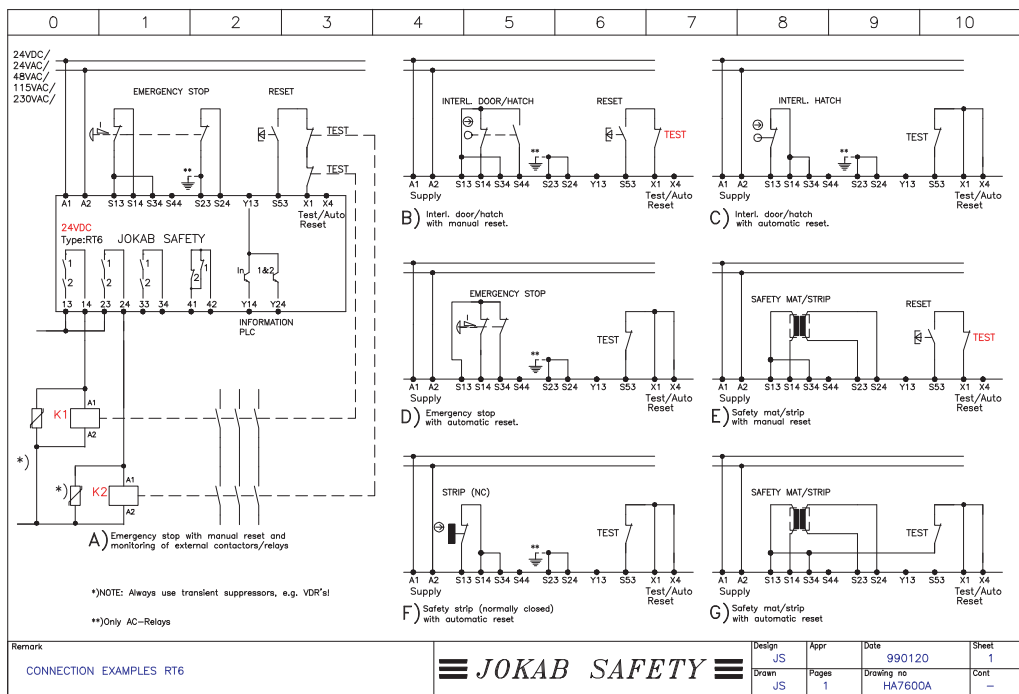 0 1 2 3 4 5 6 7 8 9 10
24VDC/
24VAC/
48VAC/
115VAC/
230VAC/
EMERGENCY STOP
RESET
TEST
TEST
**
A1 A2 S13 S14 S34 S44 S23 S24 Y13 S53 X1 X4
Test/Auto
Reset
24VDC
Type:RT6 JOKAB SAFETY
1 1 1 1
2 2 2 2
In 1&2
13 14 23 24 33 34 41 42 Y14 Y24
INFORMATION
PLC
A1
K1
A2
*)
A1
*)
K2
A2
A) Emergency stop with manual reset and
monitoring of external contactors/relays
*)NOTE: Always use transient suppressors, e.g. VDR's!
**)Only AC-Relays
INTERL. DOOR/HATCH
RESET
TEST
**
A1 A2 S13 S14 S34 S44 S23 S24 Y13 S53 X1 X4
Supply
Test/Auto
Reset
B) Interl. door/hatch
with manual reset.
INTERL. HATCH
TEST
**
A1 A2 S13 S14 S34 S44 S23 S24 Y13 S53 X1 X4
Supply
Test/Auto
Reset
C) Interl. door/hatch
with automatic reset.
EMERGENCY STOP
TEST
**
A1 A2 S13 S14 S34 S44 S23 S24 Y13 S53 X1 X4
Supply
Test/Auto
Reset
D) Emergency stop
with automatic reset.
SAFETY MAT/STRIP
RESET
TEST
A1 A2 S13 S14 S34 S44 S23 S24 Y13 S53 X1 X4
Supply
Test/Auto
Reset
E) Safety mat/strip
with manual reset
STRIP (NC)
TEST
**
A1 A2 S13 S14 S34 S44 S23 S24 Y13 S53 X1 X4
Supply
Test/Auto
Reset
F) Safety strip (normally closed)
with automatic reset
SAFETY MAT/STRIP
TEST
A1 A2 S13 S14 S34 S44 S23 S24 Y13 S53 X1 X4
Supply
Test/Auto
Reset
G) Safety mat/strip
with automatic reset
Remark
CONNECTION EXAMPLES RT6
JOKAB SAFETY
Design Appr Date Sheet
JS 990120 1
Drawn Pages Drawing no Cont
JS 1 HA7600A -